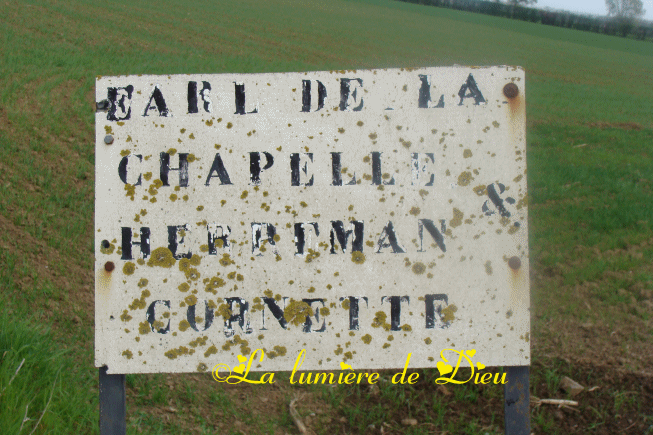 EARL DE LA
CHAPELLE
HERREMAN &
CORNETTE
©La lumière de Dieu